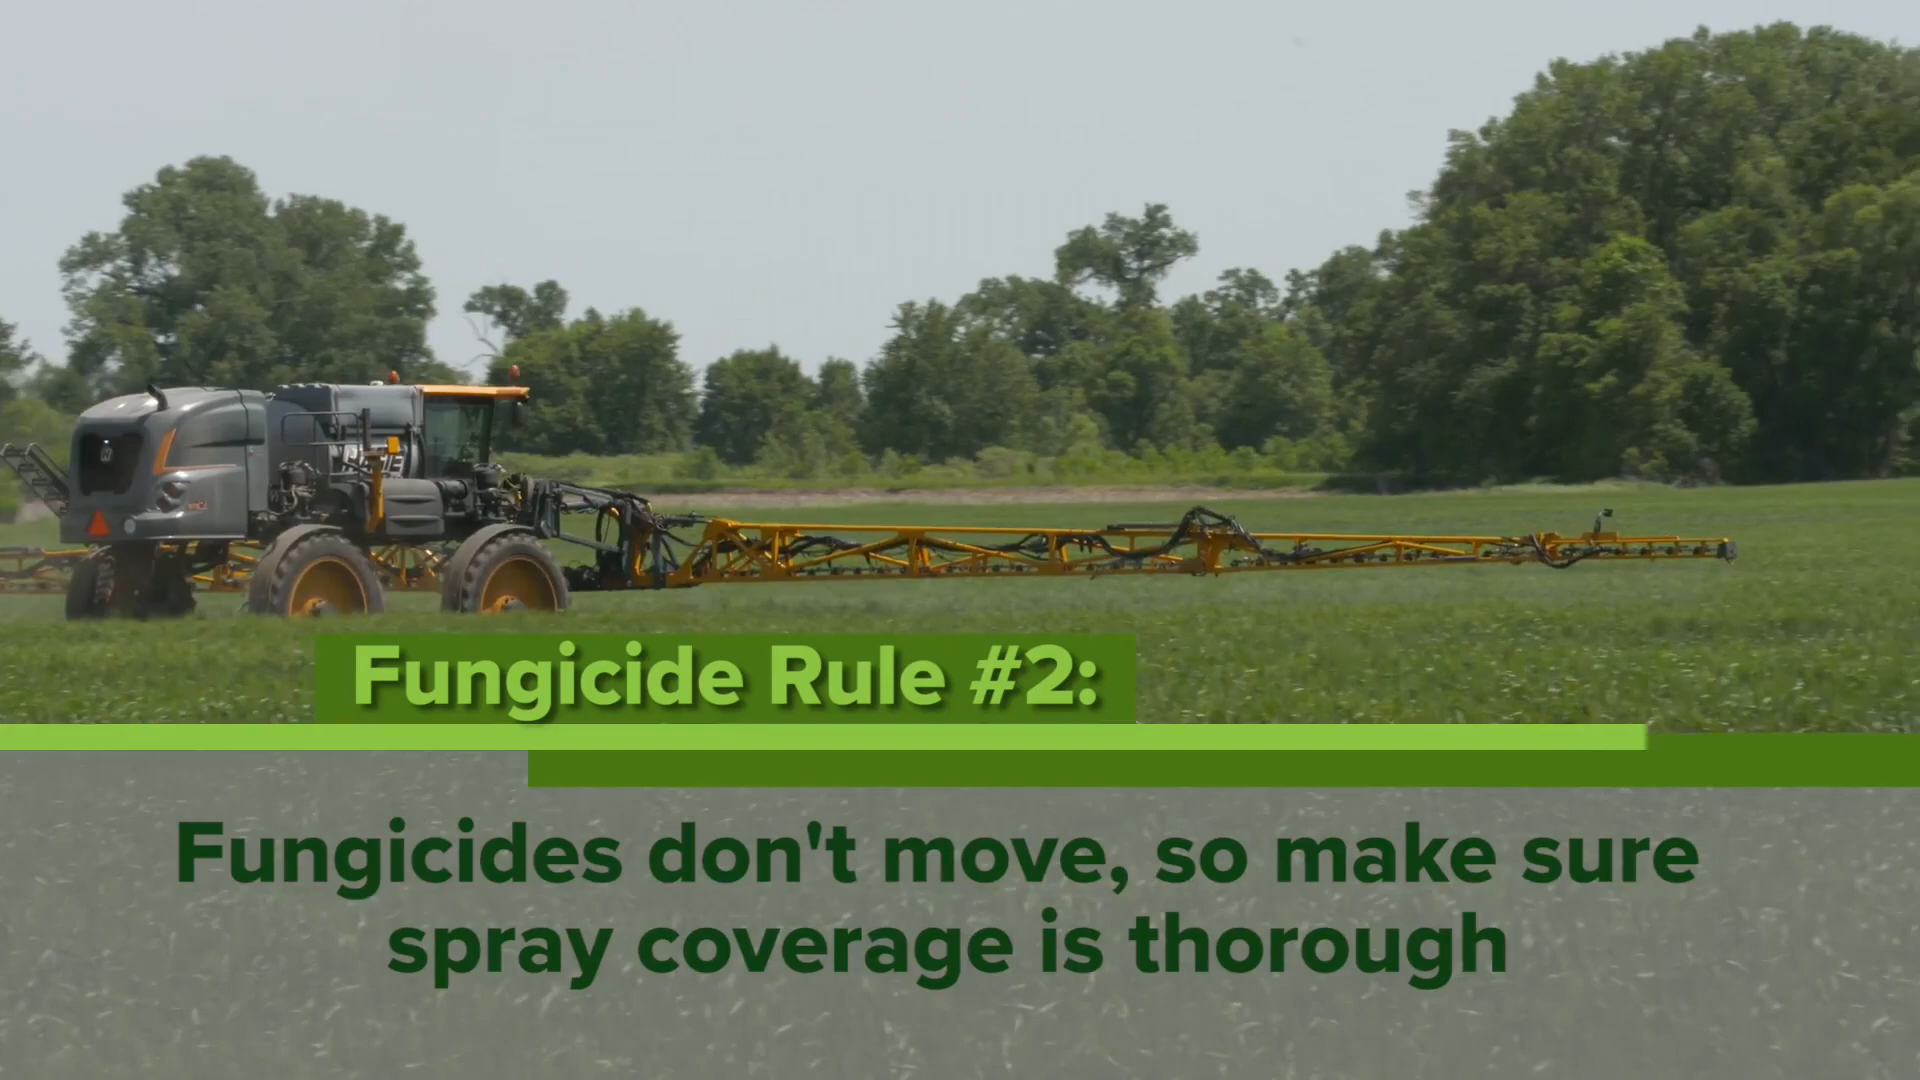 Fungicide Rule #2:
Fungicides don't move, so make sure
spray coverage is thorough